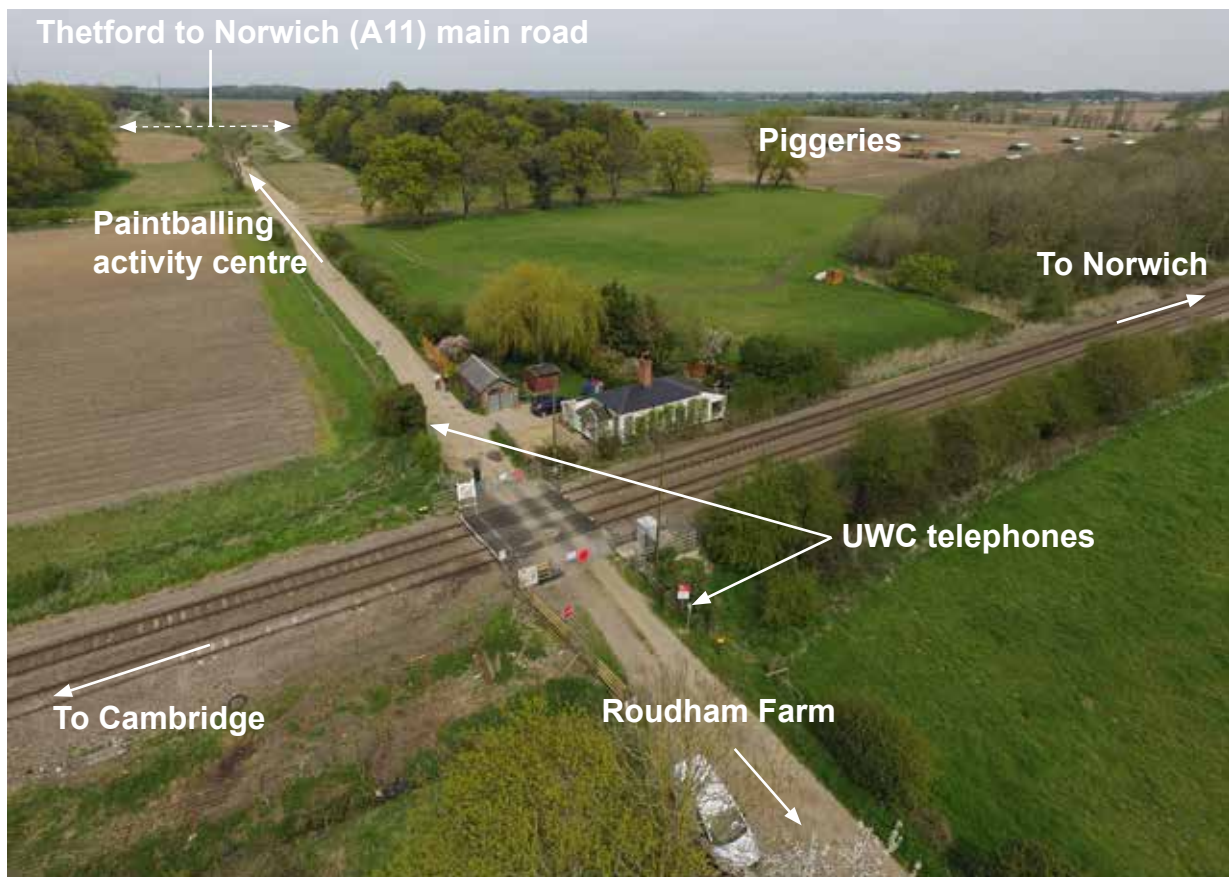 Thetford to Norwich (A11) main road
Piggeries
Paintballing
activity centre
To Norwich
UWC telephones
Roudham Farm
To Cambridge